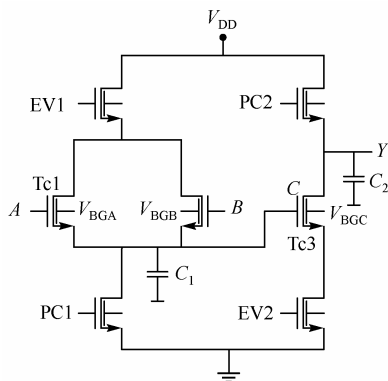 V_DD
EV1
PC2
Y
Tc1
C
C_2
A
V_BGA
V_BGB
B
V_BGC
Tc3
C_1
PC1
EV2